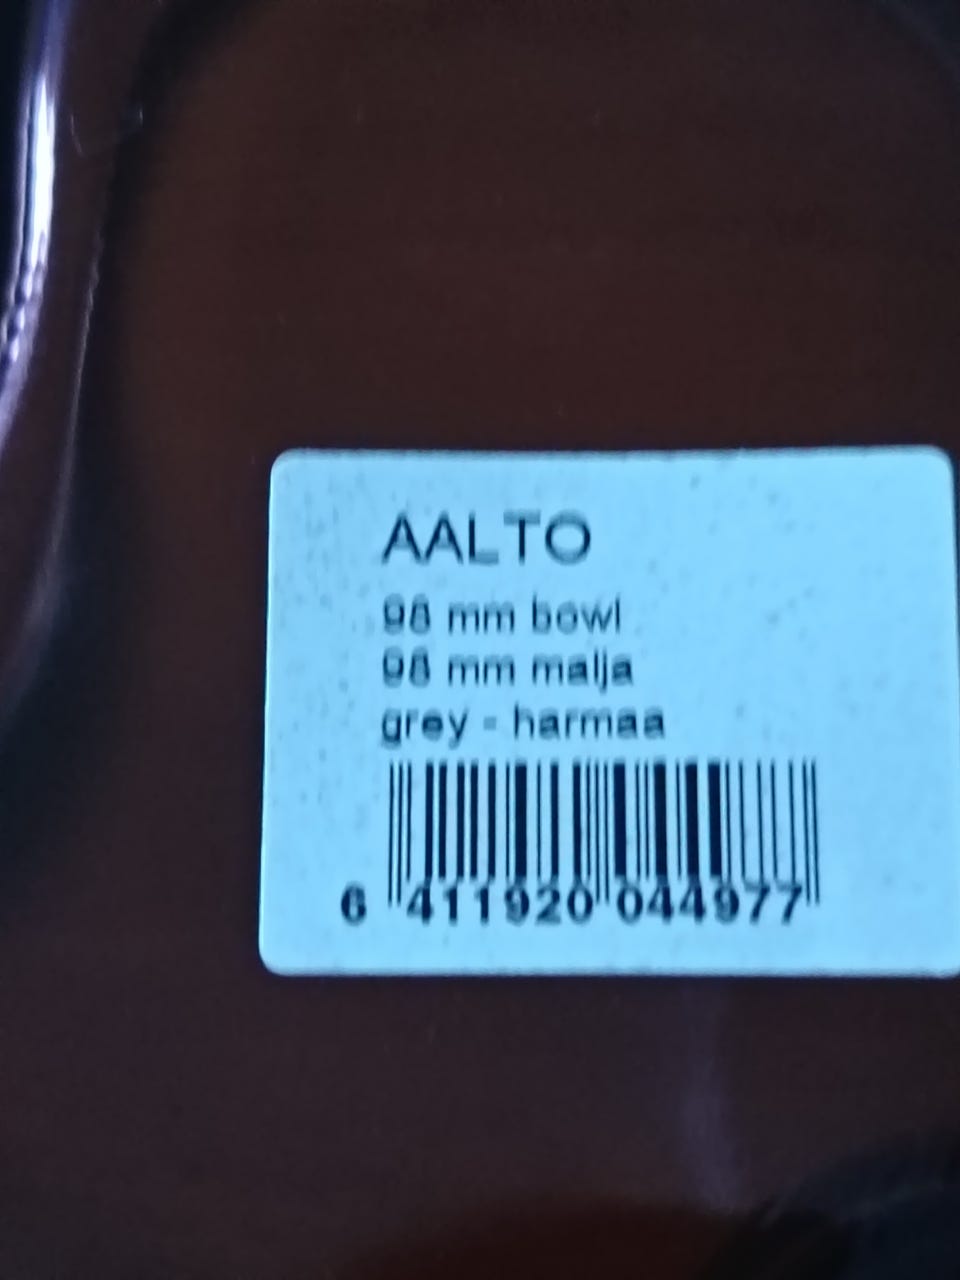 AALTO
98 mm bowl
98 mm malja
grey - harmaa
6 411920 044977